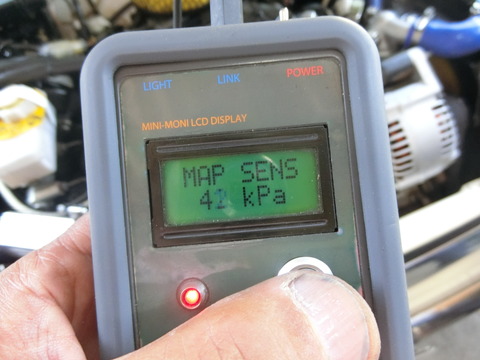 LIGHT LINK POWER
MINI-MONI LCD DISPLAY
MAP SENS
41 kPa